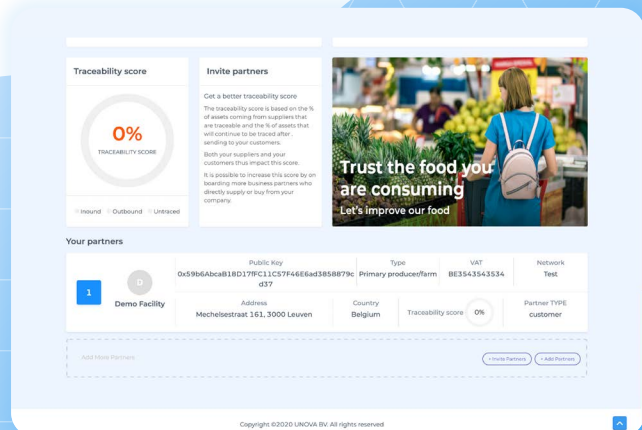 Traceability score
0%
TRACEABILITY SCORE
Inound Outbound Untraced
Invite partners
Get a better traceability score
The traceability score is based on the %
of assets coming from suppliers that
are traceable and the % of assets that
will continue to be traced after .
sending to your customers.
Both your suppliers and your
customers thus impact this score.
It is possible to increase this score by on
boarding more business partners who
directly supply or buy from your
company.
Trust the food you
are consuming
Let's improve our food
Your partners
1
D
Demo Facility
Public Key
0x59b6AbcaB18D17fFC11C57F46E6ad3858879c
d37
Type
Primary producer/farm
VAT
BE3543534534
Network
Test
Address
Mechelsestraat 161, 3000 Leuven
Country
Belgium
Traceability score 0%
Partner TYPE
customer
Add More Partners
+ Invite Partners + Add Partners
Copyright ©2020 UNOVA BV. All rights reserved